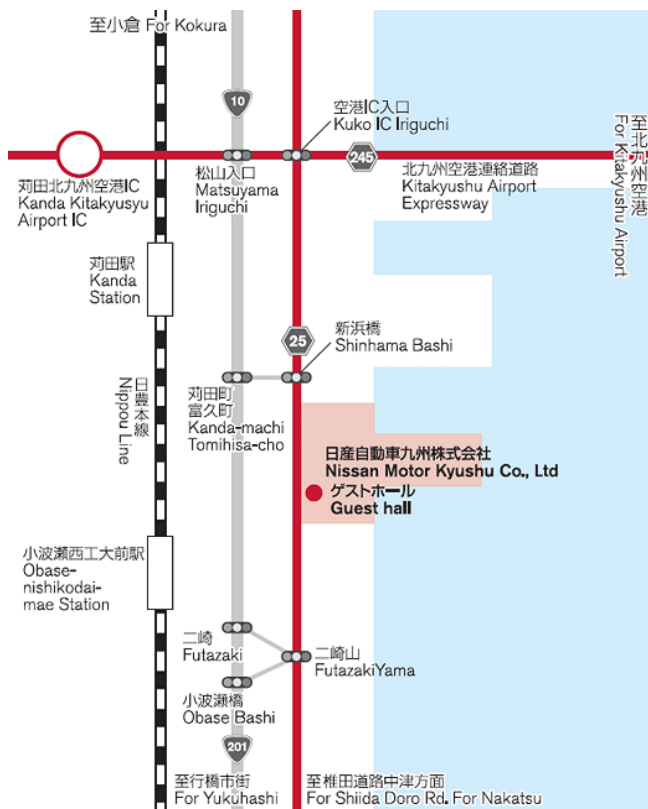 至小倉 For Kokura
10
空港IC入口
Kuko IC Iriguchi
至北九州空港
For Kitakyushu Airport
245
苅田北九州空港IC
Kanda Kitakyusyu
Airport IC
松山入口
Matsuyama
Iriguchi
北九州空港連絡道路
Kitakyushu Airport
Expressway
苅田駅
Kanda
Station
25
新浜橋
Shinhama Bashi
日豊本線
Nippou Line
苅田町
富久町
Kanda-machi
Tomihisa-cho
日産自動車九州株式会社
Nissan Motor Kyushu Co., Ltd
ゲストホール
Guest hall
小波瀬西工大前駅
Obase-
nishikodai-
mae Station
二崎
Futazaki
二崎山
FutazakiYama
小波瀬橋
Obase Bashi
201
至行橋市街
For Yukuhashi
至椎田道路中津方面
For Shiida Doro Rd. For Nakatsu